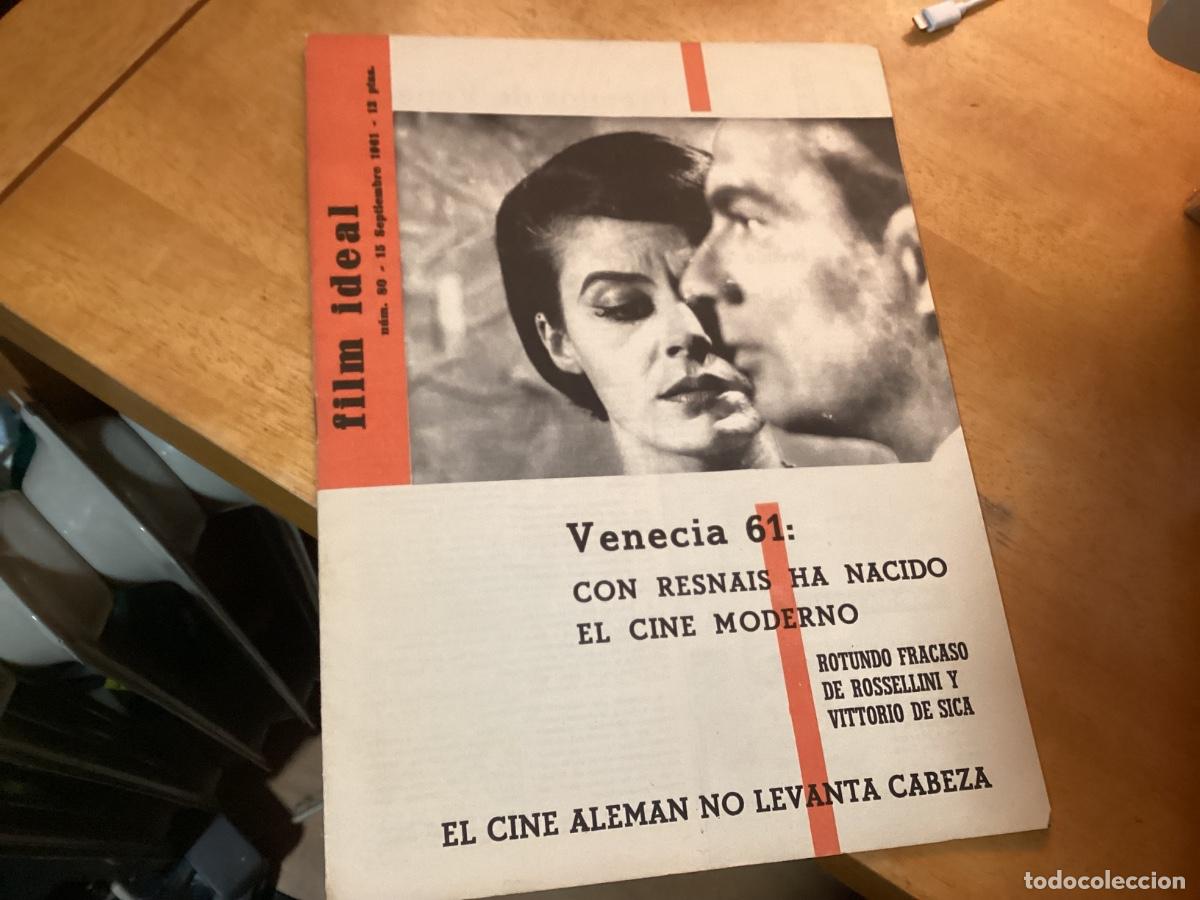 film ideal
núm. 80 - 15 Septiembre 1961 - 12 ptas.
Venecia 61:
CON RESNAIS HA NACIDO
EL CINE MODERNO
ROTUNDO FRACASO
DE ROSSELLINI Y
VITTORIO DE SICA
EL CINE ALEMAN NO LEVANTA CABEZA
todocoleccion